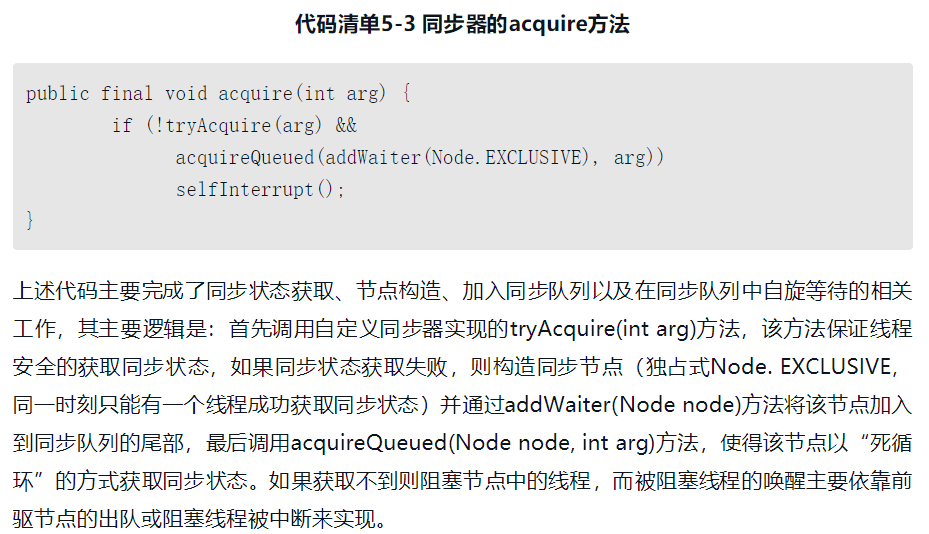 代码清单5-3 同步器的acquire方法
public final void acquire(int arg) {
        if (!tryAcquire(arg) &&
              acquireQueued(addWaiter(Node.EXCLUSIVE), arg))
              selfInterrupt();
}
上述代码主要完成了同步状态获取、节点构造、加入同步队列以及在同步队列中自旋等待的相关
工作，其主要逻辑是：首先调用自定义同步器实现的tryAcquire(int arg)方法，该方法保证线程
安全的获取同步状态，如果同步状态获取失败，则构造同步节点（独占式Node. EXCLUSIVE，
同一时刻只能有一个线程成功获取同步状态）并通过addWaiter(Node node)方法将该节点加入
到同步队列的尾部，最后调用acquireQueued(Node node, int arg)方法，使得该节点以“死循
环”的方式获取同步状态。如果获取不到则阻塞节点中的线程，而被阻塞线程的唤醒主要依靠前
驱节点的出队或阻塞线程被中断来实现。